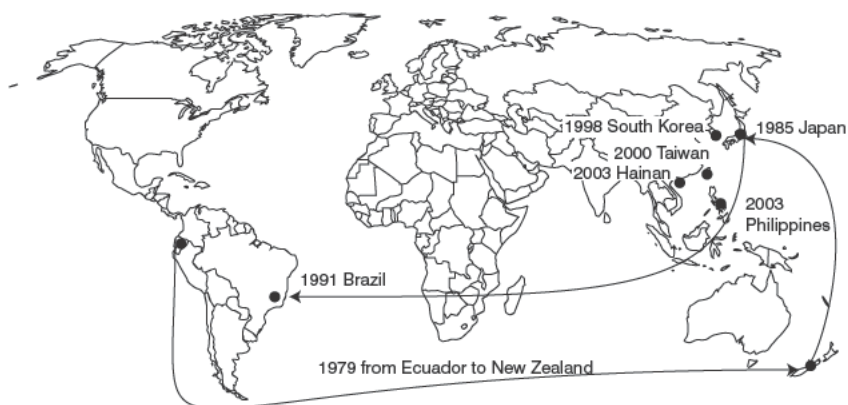 1998 South Korea
1985 Japan
2000 Taiwan
2003 Hainan
2003
Philippines
1991 Brazil
1979 from Ecuador to New Zealand